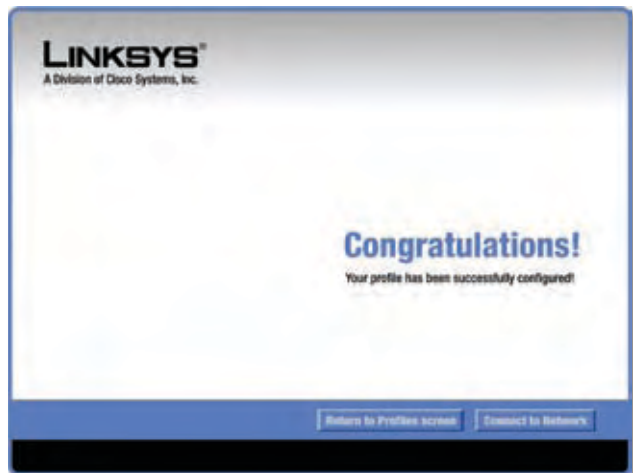 LINKSYS®
A Division of Cisco Systems, Inc.
Congratulations!
Your profile has been successfully configured!
Return to Profiles screen
Connect to Network